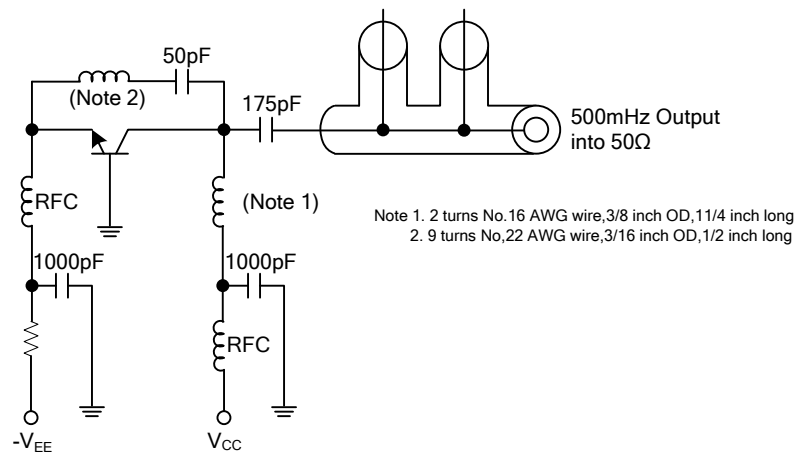 50pF
(Note 2)
175pF
500mHz Output
into 50Ω
RFC
(Note 1)
Note 1. 2 turns No.16 AWG wire,3/8 inch OD,11/4 inch long
2. 9 turns No,22 AWG wire,3/16 inch OD,1/2 inch long
1000pF
1000pF
RFC
-VEE
VCC